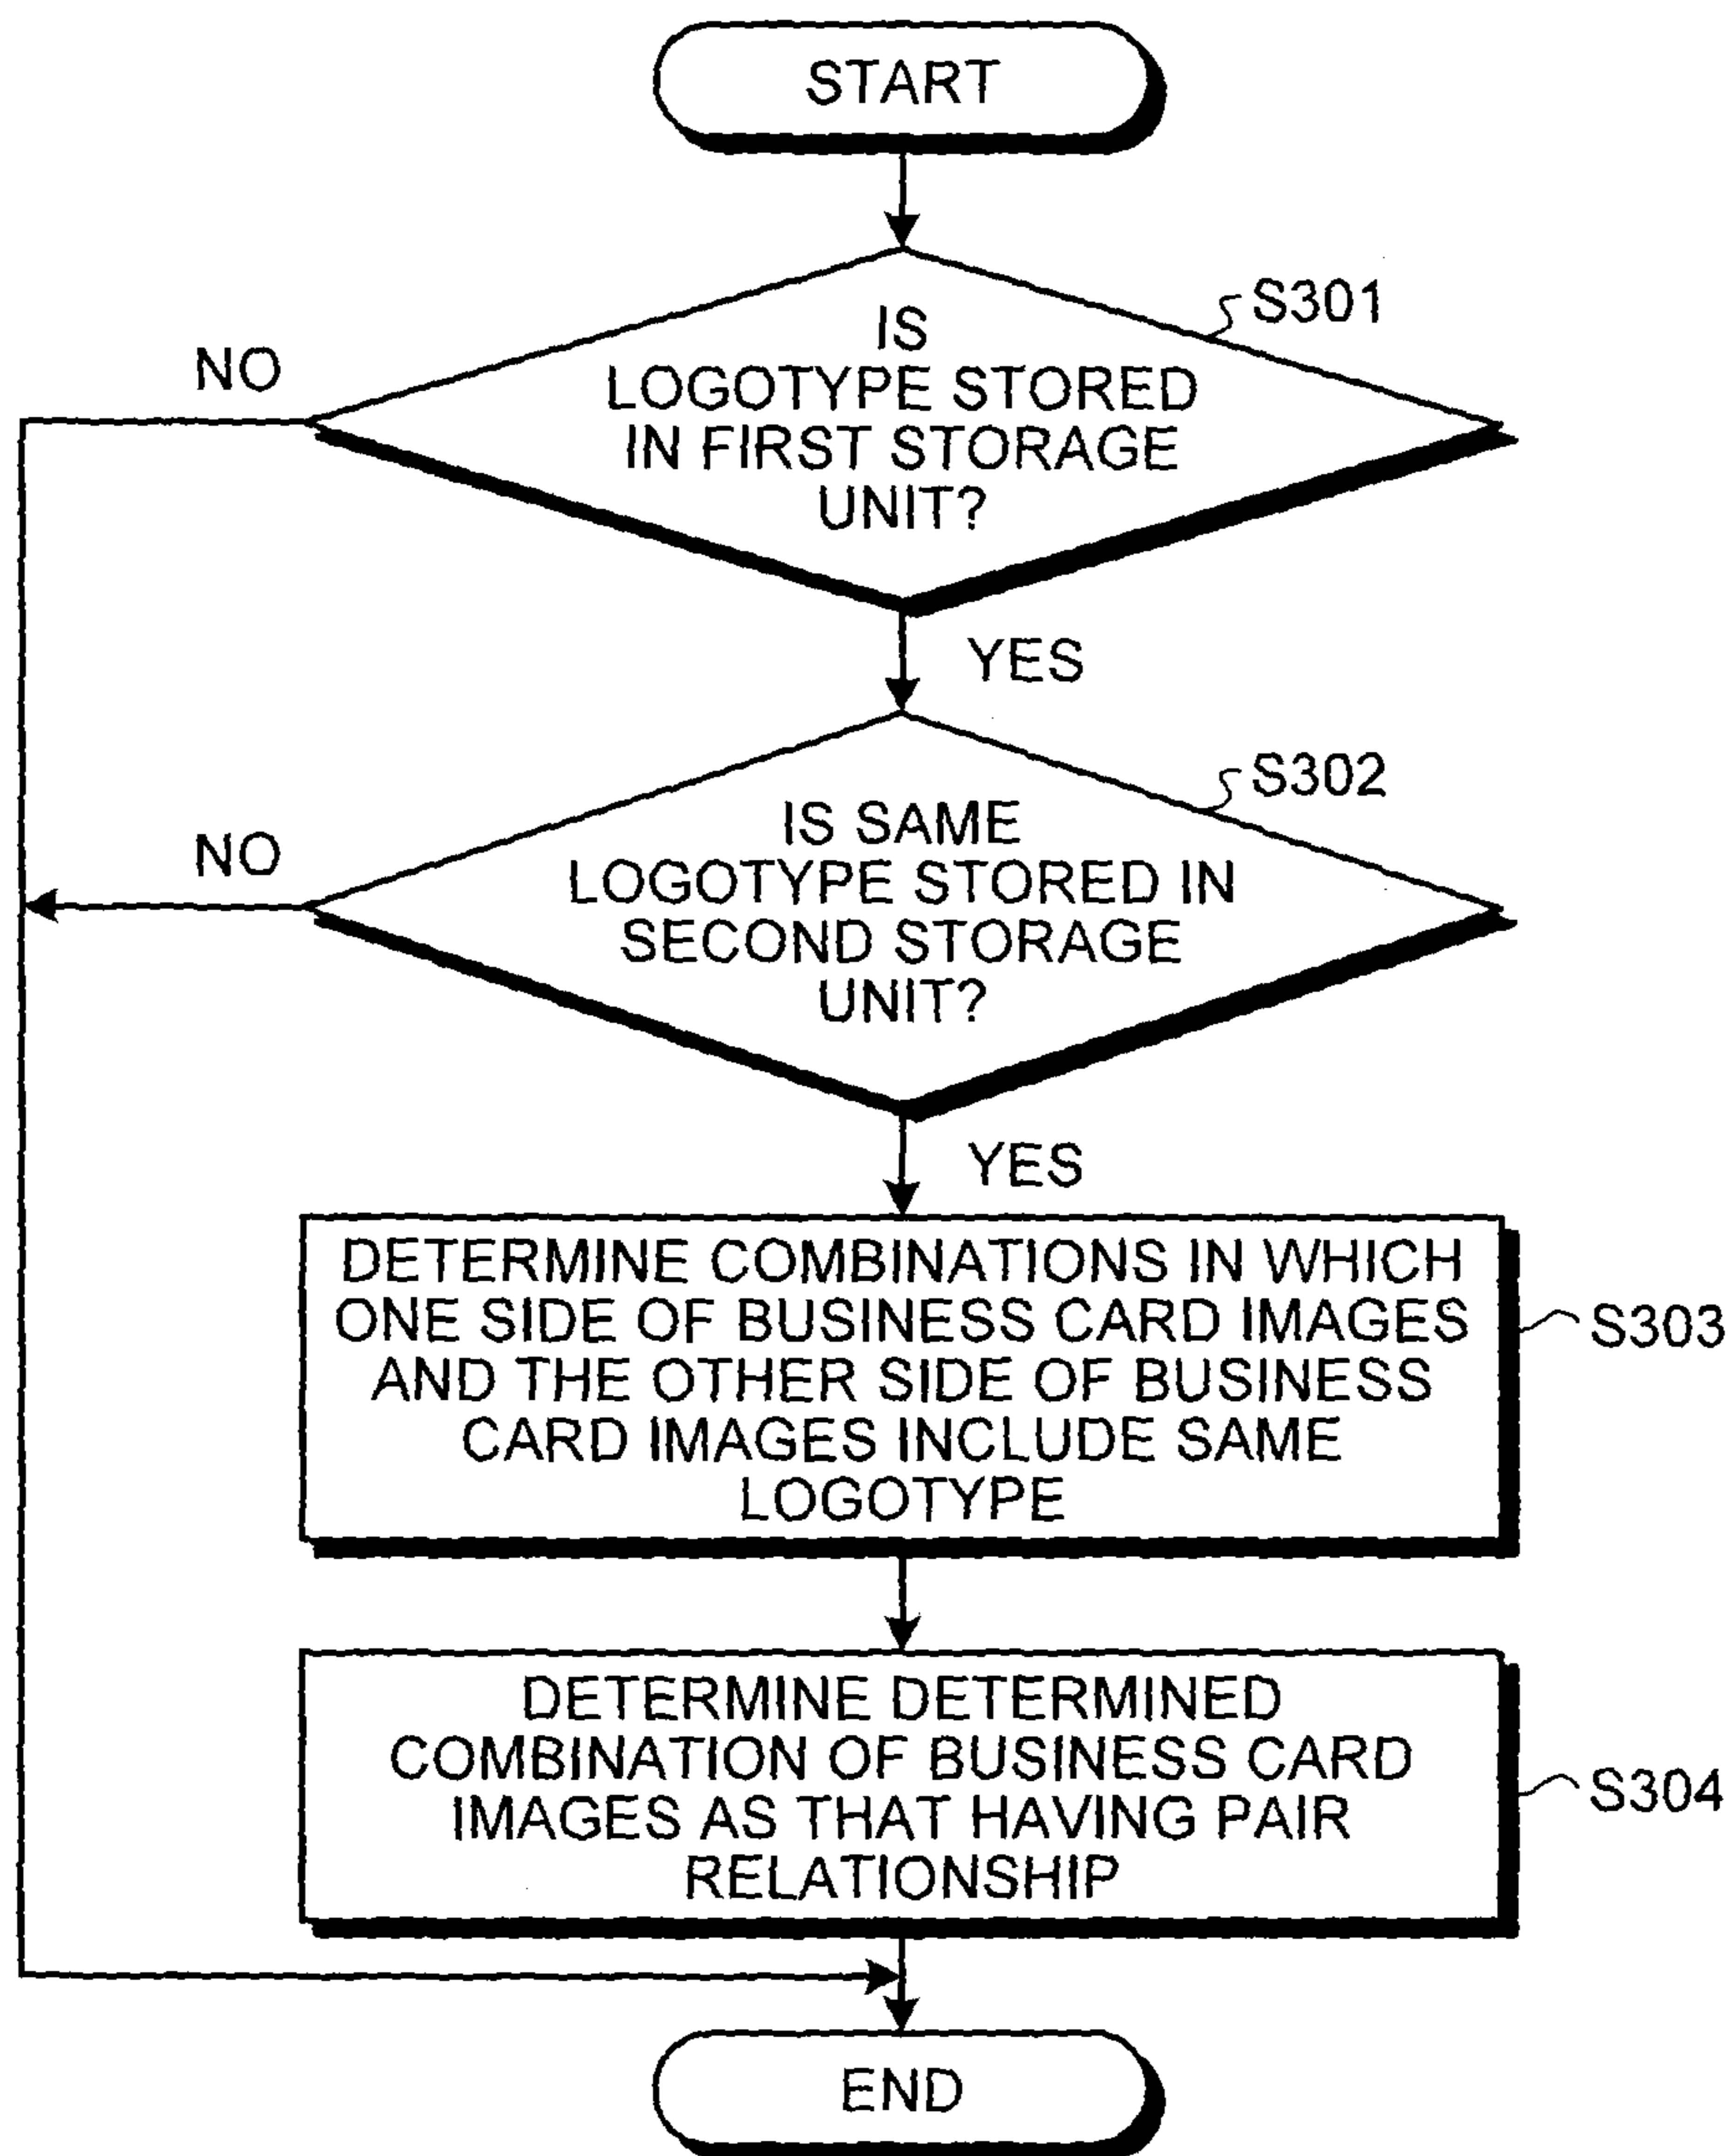 START
S301
IS
LOGOTYPE STORED
IN FIRST STORAGE
UNIT?
NO
YES
S302
IS SAME
LOGOTYPE STORED IN
SECOND STORAGE
UNIT?
NO
YES
DETERMINE COMBINATIONS IN WHICH
ONE SIDE OF BUSINESS CARD IMAGES
AND THE OTHER SIDE OF BUSINESS
CARD IMAGES INCLUDE SAME
LOGOTYPE
S303
DETERMINE DETERMINED
COMBINATION OF BUSINESS CARD
IMAGES AS THAT HAVING PAIR
RELATIONSHIP
S304
END